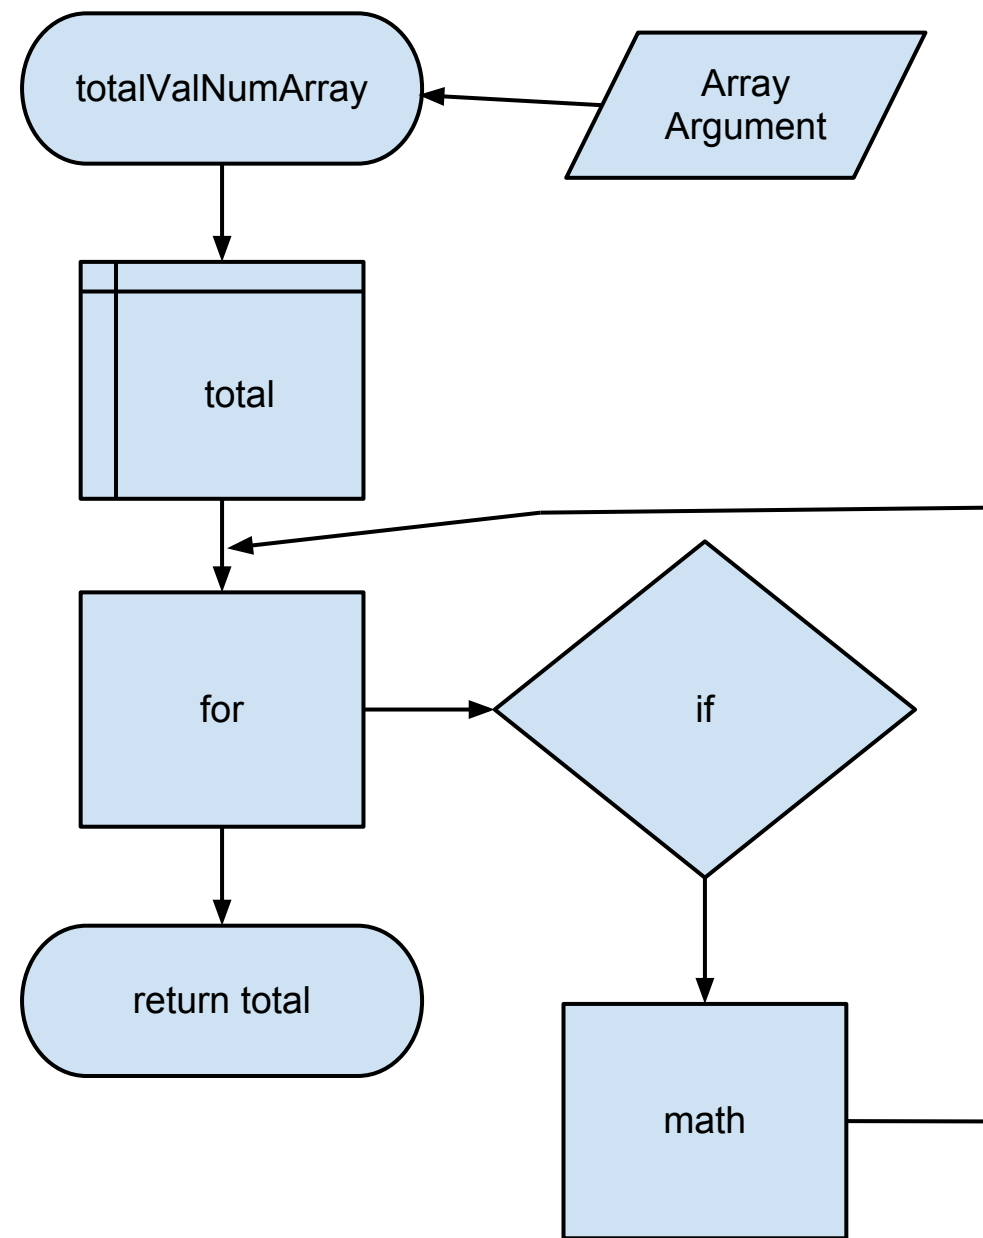 totalValNumArray
Array
Argument
total
for
if
return total
math